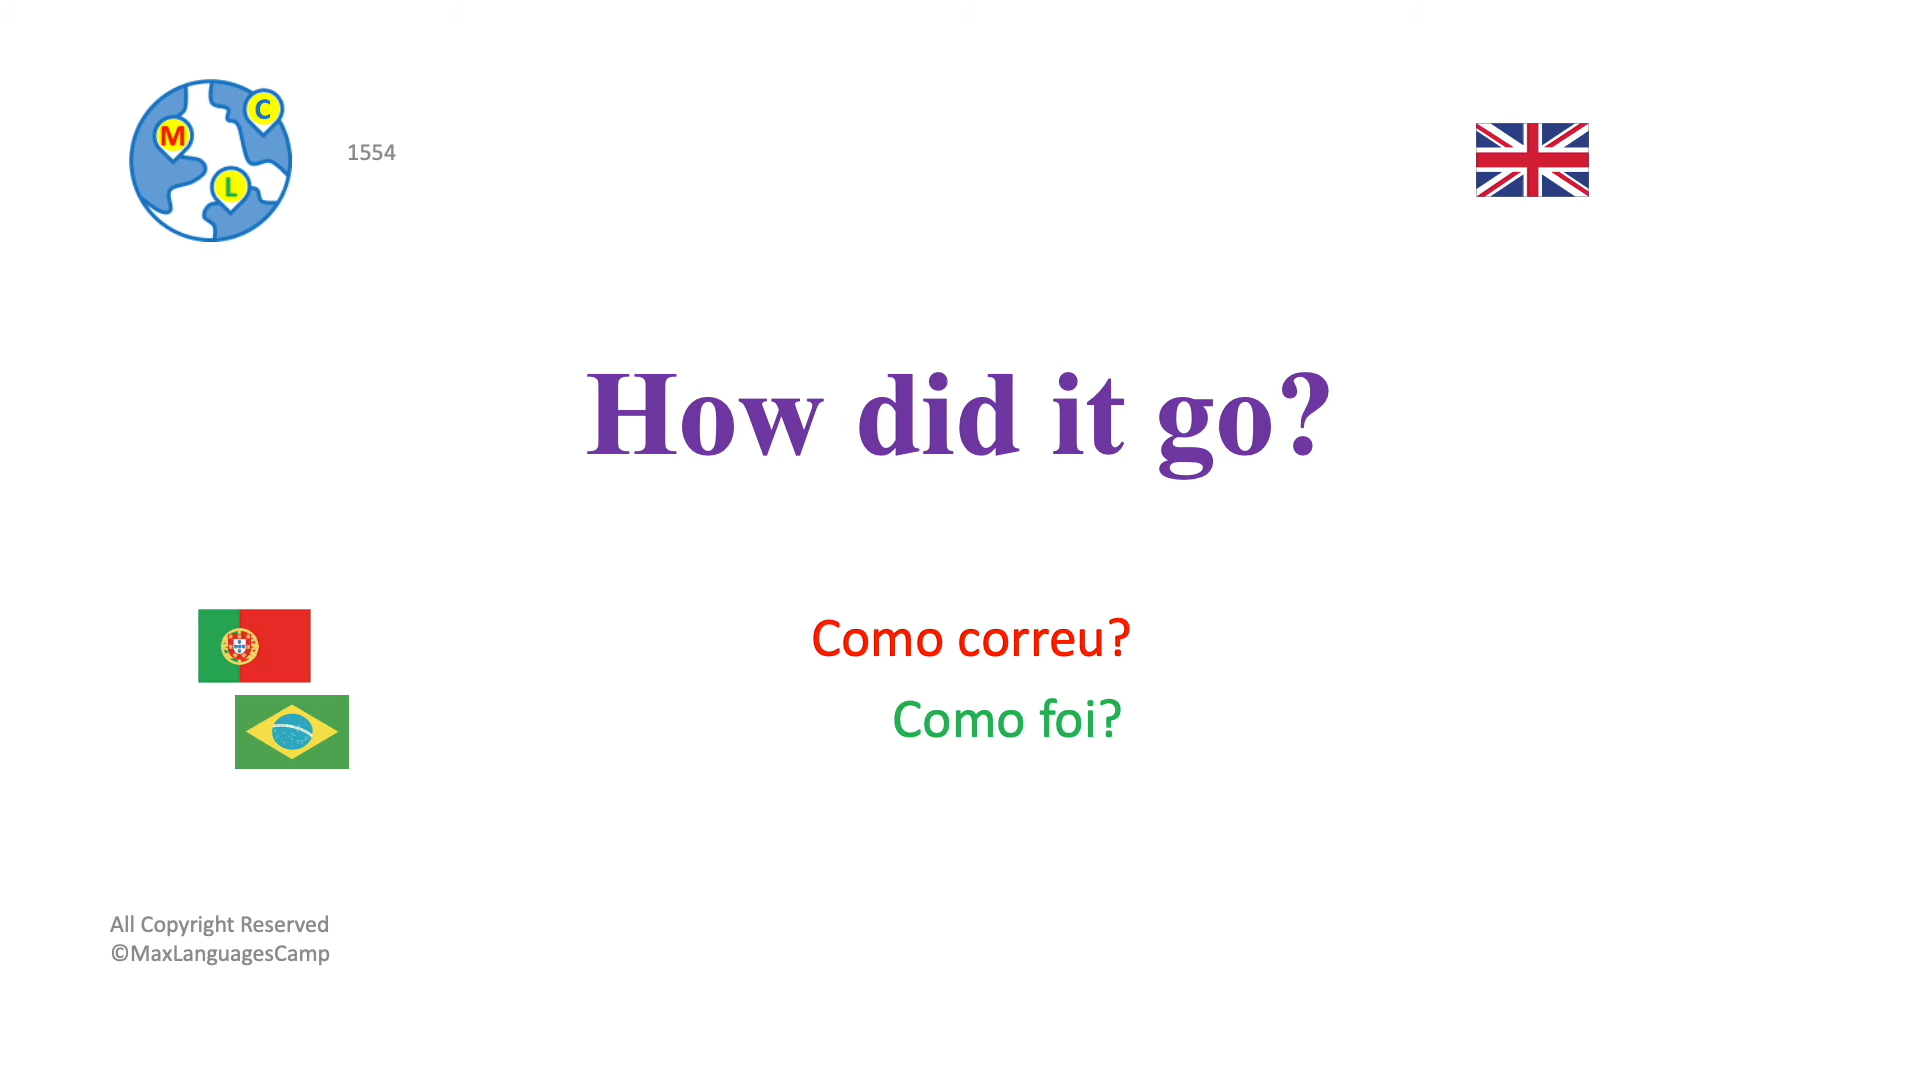 C
M
L
1554
How did it go?
Como correu?
Como foi?
All Copyright Reserved
©MaxLanguagesCamp